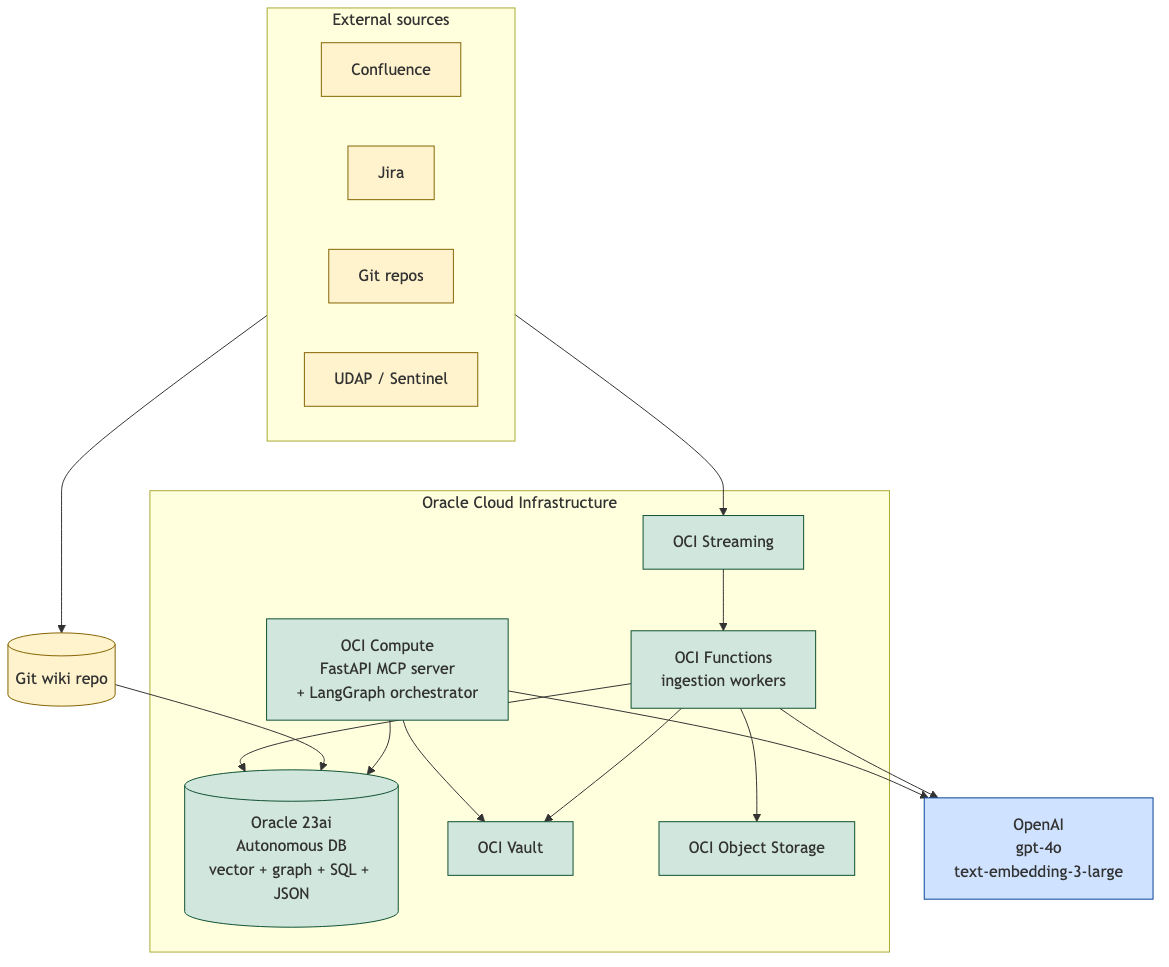 External sources
Confluence
Jira
Git repos
UDAP / Sentinel
Oracle Cloud Infrastructure
OCI Streaming
OCI Compute
FastAPI MCP server
+ LangGraph orchestrator
OCI Functions
ingestion workers
Git wiki repo
Oracle 23ai
Autonomous DB
vector + graph + SQL +
JSON
OCI Vault
OCI Object Storage
OpenAI
gpt-4o
text-embedding-3-large